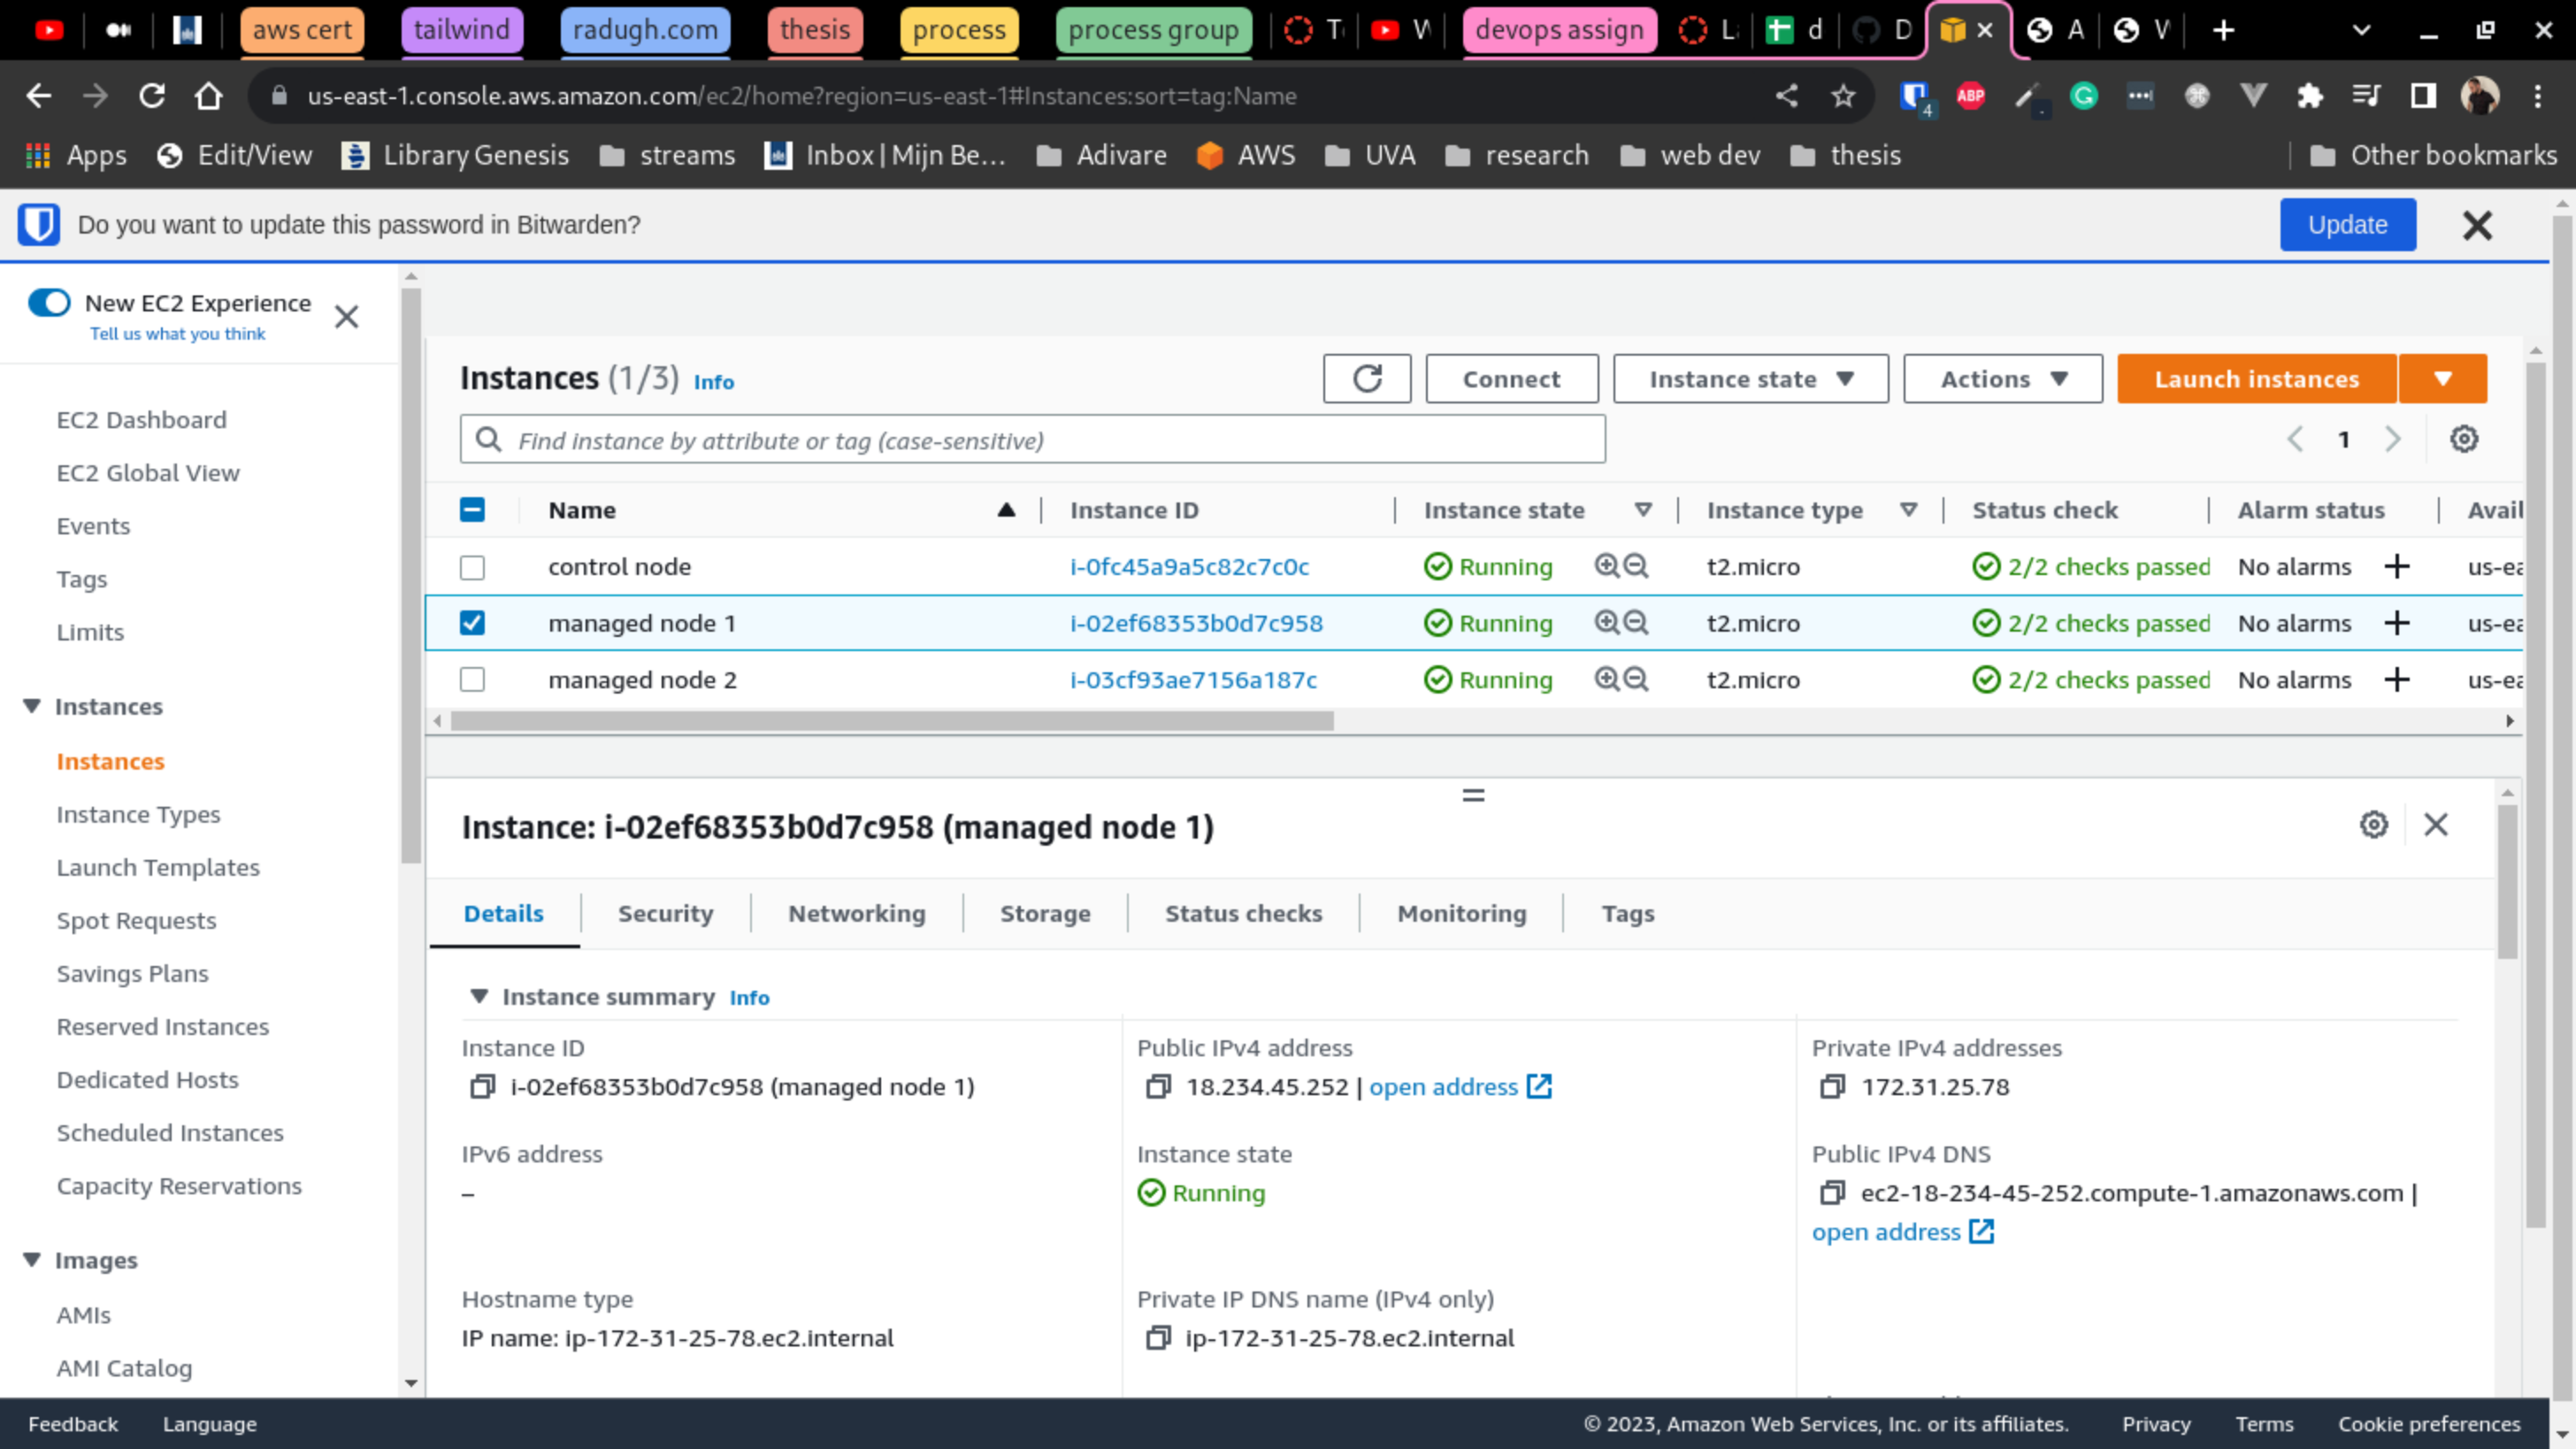 aws cert tailwind radugh.com thesis process process group T W devops assign L d D A W
us-east-1.console.aws.amazon.com/ec2/home?region=us-east-1#Instances:sort=tag:Name 4 ABP
Apps Edit/View Library Genesis streams Inbox | Mijn Be... Adivare AWS UVA research web dev thesis Other bookmarks
Do you want to update this password in Bitwarden? Update
New EC2 Experience
Tell us what you think
EC2 Dashboard
EC2 Global View
Events
Tags
Limits
Instances
Instances
Instance Types
Launch Templates
Spot Requests
Savings Plans
Reserved Instances
Dedicated Hosts
Scheduled Instances
Capacity Reservations
Images
AMIs
AMI Catalog
Instances (1/3) Info Connect Instance state Actions Launch instances
Find instance by attribute or tag (case-sensitive) 1
Name Instance ID Instance state Instance type Status check Alarm status Avail
control node i-0fc45a9a5c82c7c0c Running t2.micro 2/2 checks passed No alarms + us-ea
managed node 1 i-02ef68353b0d7c958 Running t2.micro 2/2 checks passed No alarms + us-ea
managed node 2 i-03cf93ae7156a187c Running t2.micro 2/2 checks passed No alarms + us-ea
Instance: i-02ef68353b0d7c958 (managed node 1)
Details Security Networking Storage Status checks Monitoring Tags
Instance summary Info
Instance ID Public IPv4 address Private IPv4 addresses
i-02ef68353b0d7c958 (managed node 1) 18.234.45.252 | open address 172.31.25.78
IPv6 address Instance state Public IPv4 DNS
– Running ec2-18-234-45-252.compute-1.amazonaws.com |
open address
Hostname type Private IP DNS name (IPv4 only)
IP name: ip-172-31-25-78.ec2.internal ip-172-31-25-78.ec2.internal
Feedback Language © 2023, Amazon Web Services, Inc. or its affiliates. Privacy Terms Cookie preferences